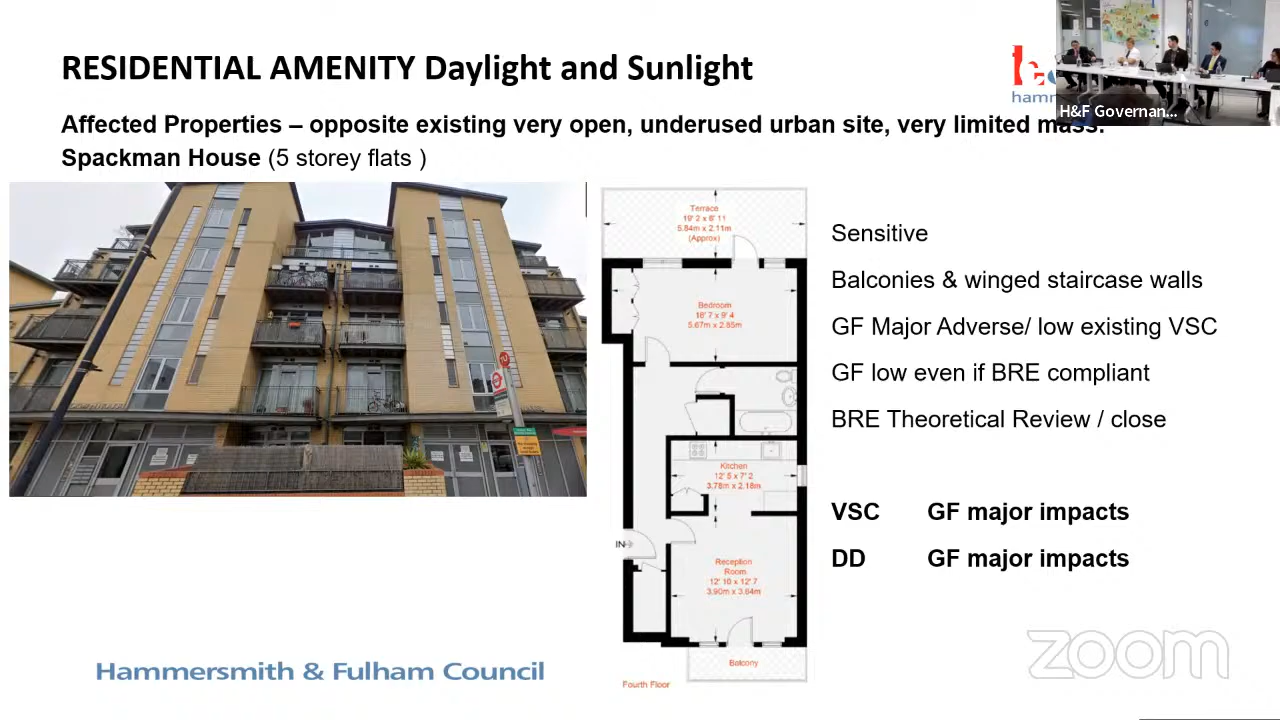 RESIDENTIAL AMENITY Daylight and Sunlight
H&F Governan...
Affected Properties – opposite existing very open, underused urban site, very limited mass.
Spackman House (5 storey flats )
Terrace
19' 2 x 6' 11
5.84m x 2.11m
(Approx)
Bedroom
18' 7 x 9' 4
5.67m x 2.85m
Kitchen
12' 5 x 7' 2
3.78m x 2.18m
IN
Reception
Room
12' 10 x 12' 7
3.90m x 3.84m
Balcony
Fourth Floor
Sensitive
Balconies & winged staircase walls
GF Major Adverse/ low existing VSC
GF low even if BRE compliant
BRE Theoretical Review / close
VSC GF major impacts
DD GF major impacts
Hammersmith & Fulham Council
zoom